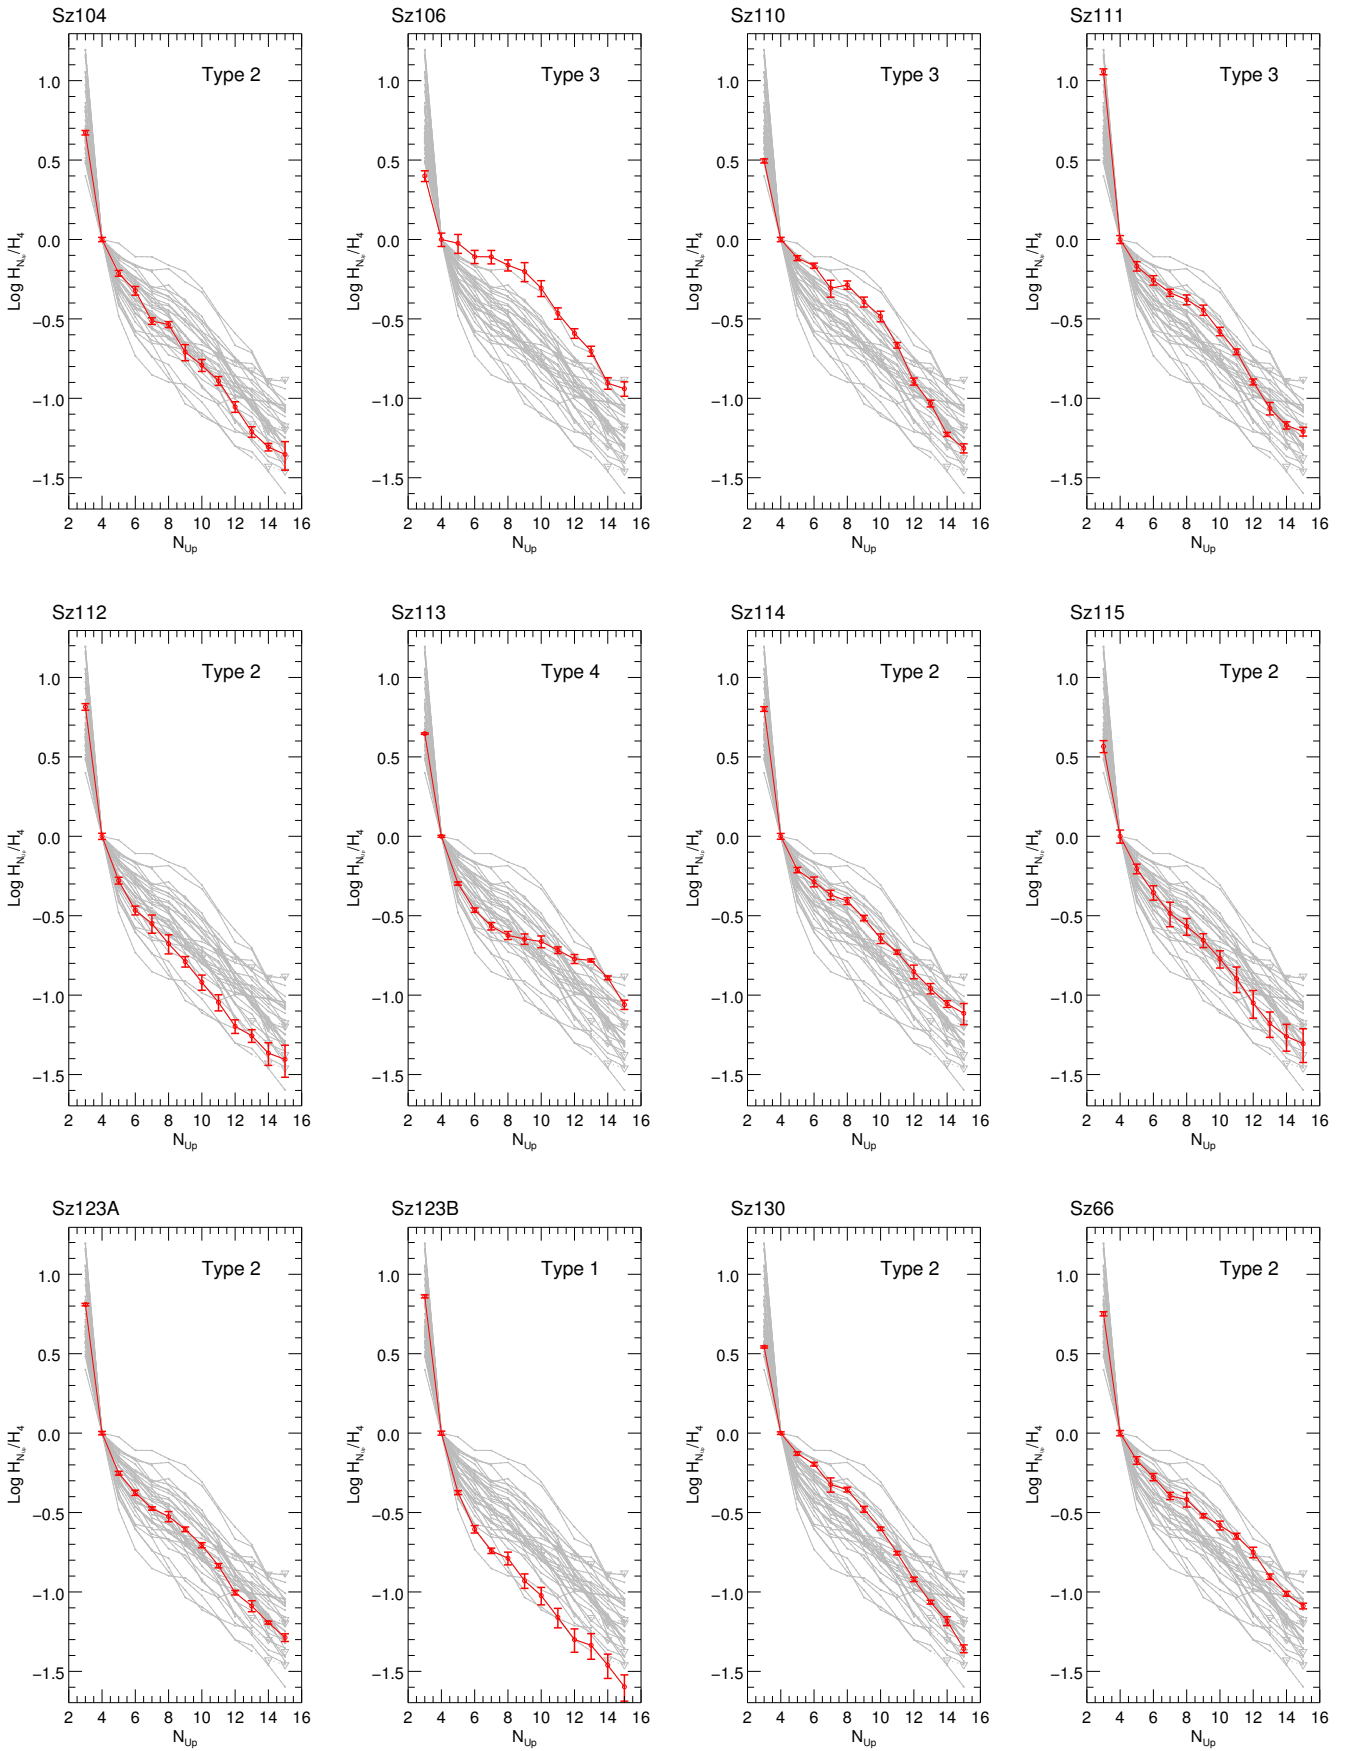 Sz104 Sz106 Sz110 Sz111
Type 2 Type 3 Type 3 Type 3
1.0 1.0 1.0 1.0
0.5 0.5 0.5 0.5
0.0 0.0 0.0 0.0
−0.5 −0.5 −0.5 −0.5
−1.0 −1.0 −1.0 −1.0
−1.5 −1.5 −1.5 −1.5
Log H_{N_{Up}}/H_4 Log H_{N_{Up}}/H_4 Log H_{N_{Up}}/H_4 Log H_{N_{Up}}/H_4
2 4 6 8 10 12 14 16 2 4 6 8 10 12 14 16 2 4 6 8 10 12 14 16 2 4 6 8 10 12 14 16
N_{Up} N_{Up} N_{Up} N_{Up}
Sz112 Sz113 Sz114 Sz115
Type 2 Type 4 Type 2 Type 2
1.0 1.0 1.0 1.0
0.5 0.5 0.5 0.5
0.0 0.0 0.0 0.0
−0.5 −0.5 −0.5 −0.5
−1.0 −1.0 −1.0 −1.0
−1.5 −1.5 −1.5 −1.5
Log H_{N_{Up}}/H_4 Log H_{N_{Up}}/H_4 Log H_{N_{Up}}/H_4 Log H_{N_{Up}}/H_4
2 4 6 8 10 12 14 16 2 4 6 8 10 12 14 16 2 4 6 8 10 12 14 16 2 4 6 8 10 12 14 16
N_{Up} N_{Up} N_{Up} N_{Up}
Sz123A Sz123B Sz130 Sz66
Type 2 Type 1 Type 2 Type 2
1.0 1.0 1.0 1.0
0.5 0.5 0.5 0.5
0.0 0.0 0.0 0.0
−0.5 −0.5 −0.5 −0.5
−1.0 −1.0 −1.0 −1.0
−1.5 −1.5 −1.5 −1.5
Log H_{N_{Up}}/H_4 Log H_{N_{Up}}/H_4 Log H_{N_{Up}}/H_4 Log H_{N_{Up}}/H_4
2 4 6 8 10 12 14 16 2 4 6 8 10 12 14 16 2 4 6 8 10 12 14 16 2 4 6 8 10 12 14 16
N_{Up} N_{Up} N_{Up} N_{Up}